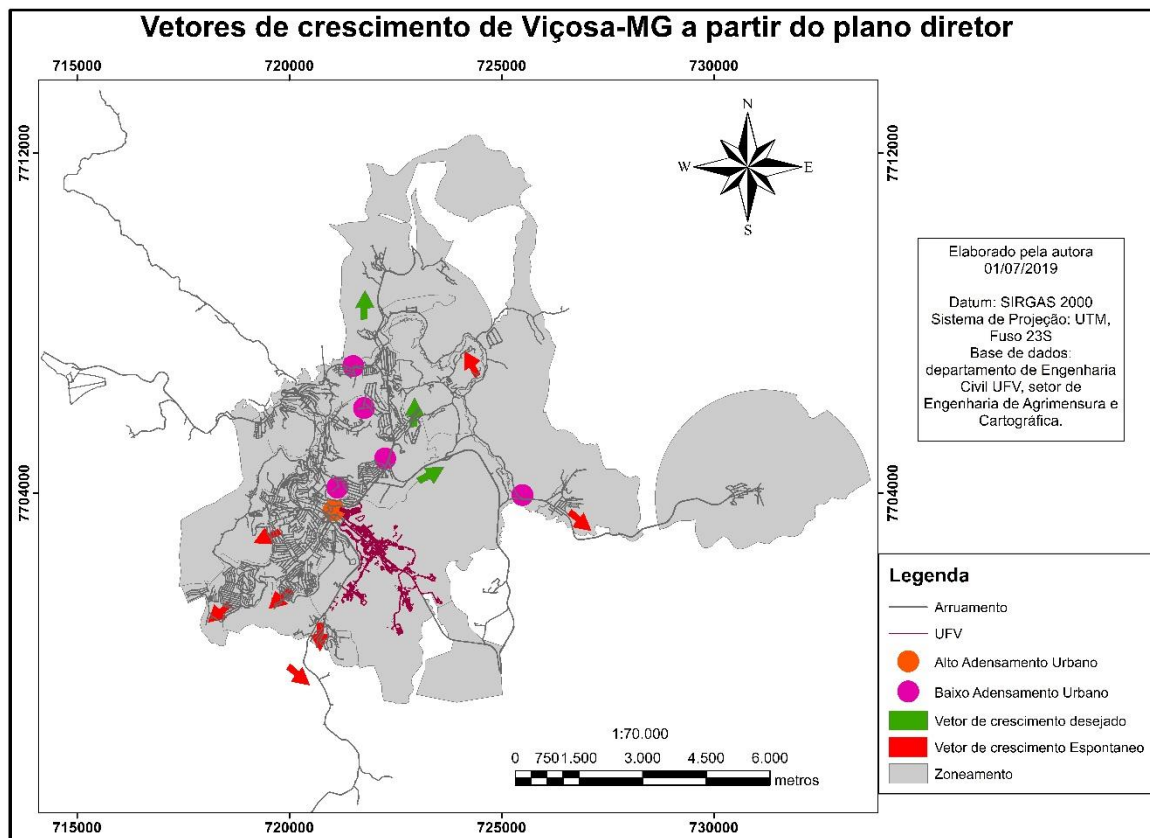 Vetores de crescimento de Viçosa-MG a partir do plano diretor
715000 720000 725000 730000
7712000 7712000
N
W E
S
Elaborado pela autora
01/07/2019
Datum: SIRGAS 2000
Sistema de Projeção: UTM,
Fuso 23S
Base de dados:
departamento de Engenharia
Civil UFV, setor de
Engenharia de Agrimensura e
Cartográfica.
7704000 7704000
Legenda
Arruamento
UFV
Alto Adensamento Urbano
Baixo Adensamento Urbano
Vetor de crescimento desejado
Vetor de crescimento Espontaneo
Zoneamento
1:70.000
0 750 1.500 3.000 4.500 6.000
metros
715000 720000 725000 730000